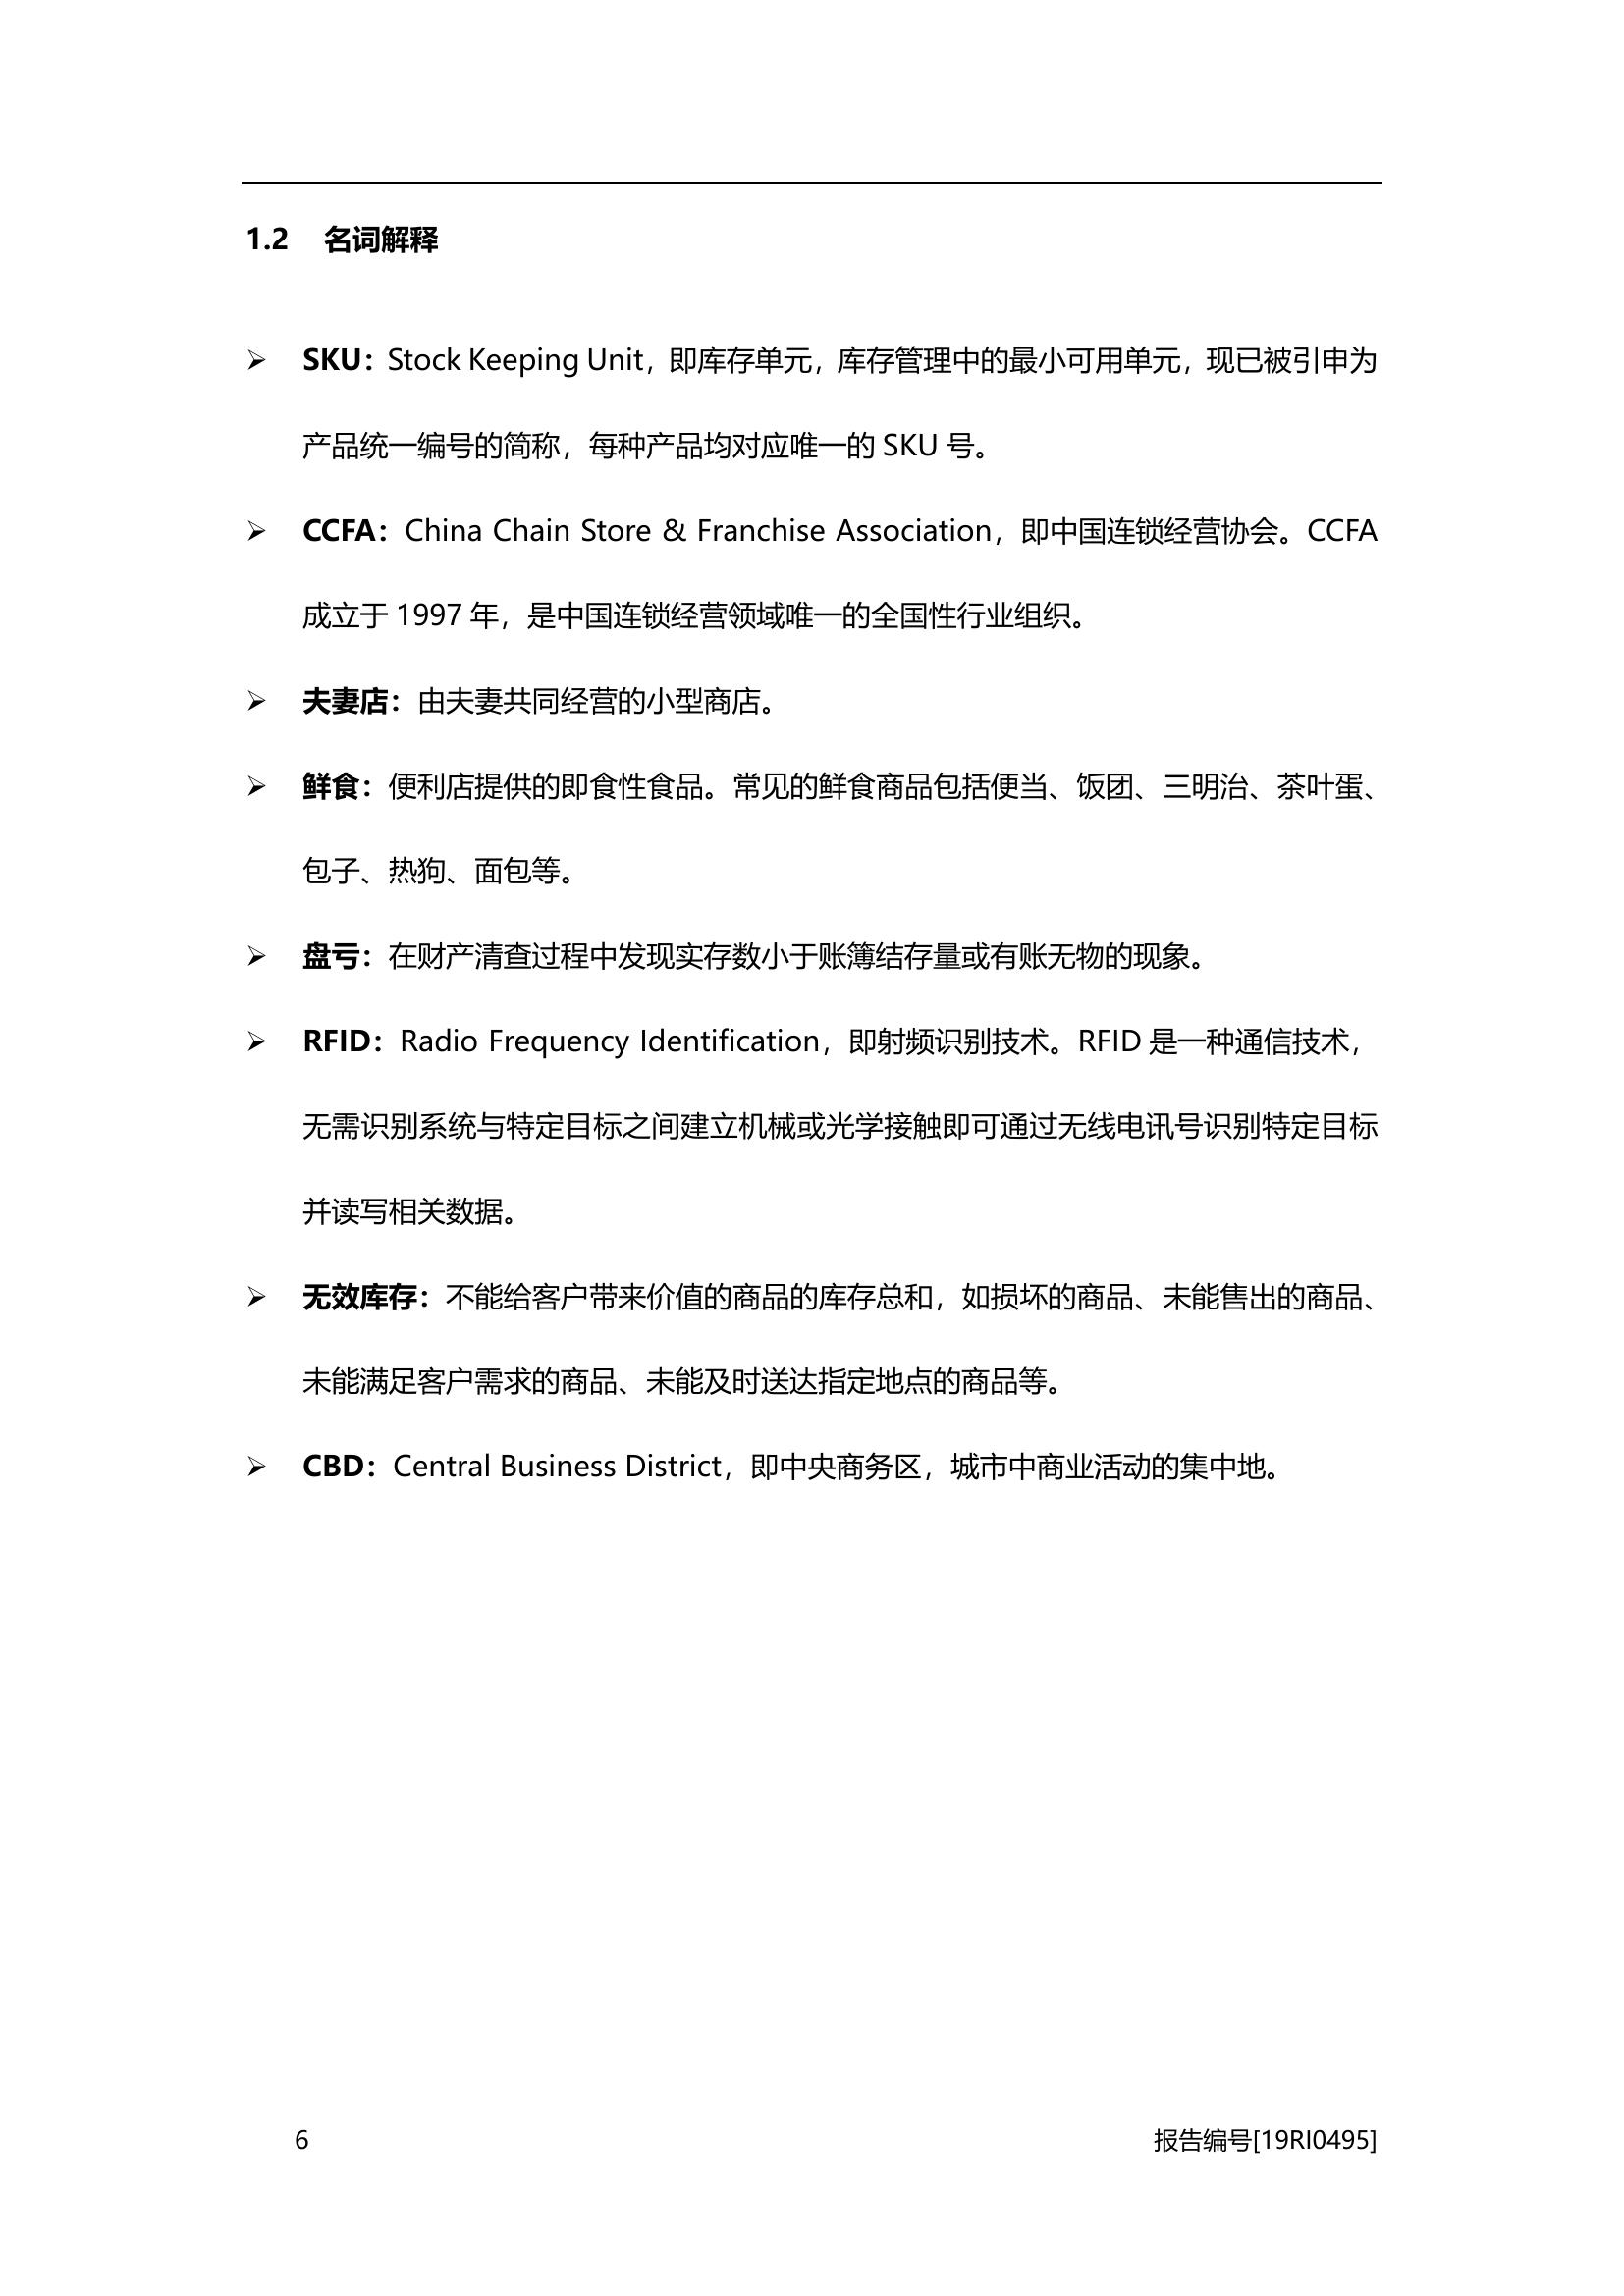 1.2 名词解释
➢ SKU：Stock Keeping Unit，即库存单元，库存管理中的最小可用单元，现已被引申为
产品统一编号的简称，每种产品均对应唯一的 SKU 号。
➢ CCFA：China Chain Store & Franchise Association，即中国连锁经营协会。CCFA
成立于 1997 年，是中国连锁经营领域唯一的全国性行业组织。
➢ 夫妻店：由夫妻共同经营的小型商店。
➢ 鲜食：便利店提供的即食性食品。常见的鲜食商品包括便当、饭团、三明治、茶叶蛋、
包子、热狗、面包等。
➢ 盘亏：在财产清查过程中发现实存数小于账簿结存量或有账无物的现象。
➢ RFID：Radio Frequency Identification，即射频识别技术。RFID 是一种通信技术，
无需识别系统与特定目标之间建立机械或光学接触即可通过无线电讯号识别特定目标
并读写相关数据。
➢ 无效库存：不能给客户带来价值的商品的库存总和，如损坏的商品、未能售出的商品、
未能满足客户需求的商品、未能及时送达指定地点的商品等。
➢ CBD：Central Business District，即中央商务区，城市中商业活动的集中地。
6 报告编号[19RI0495]